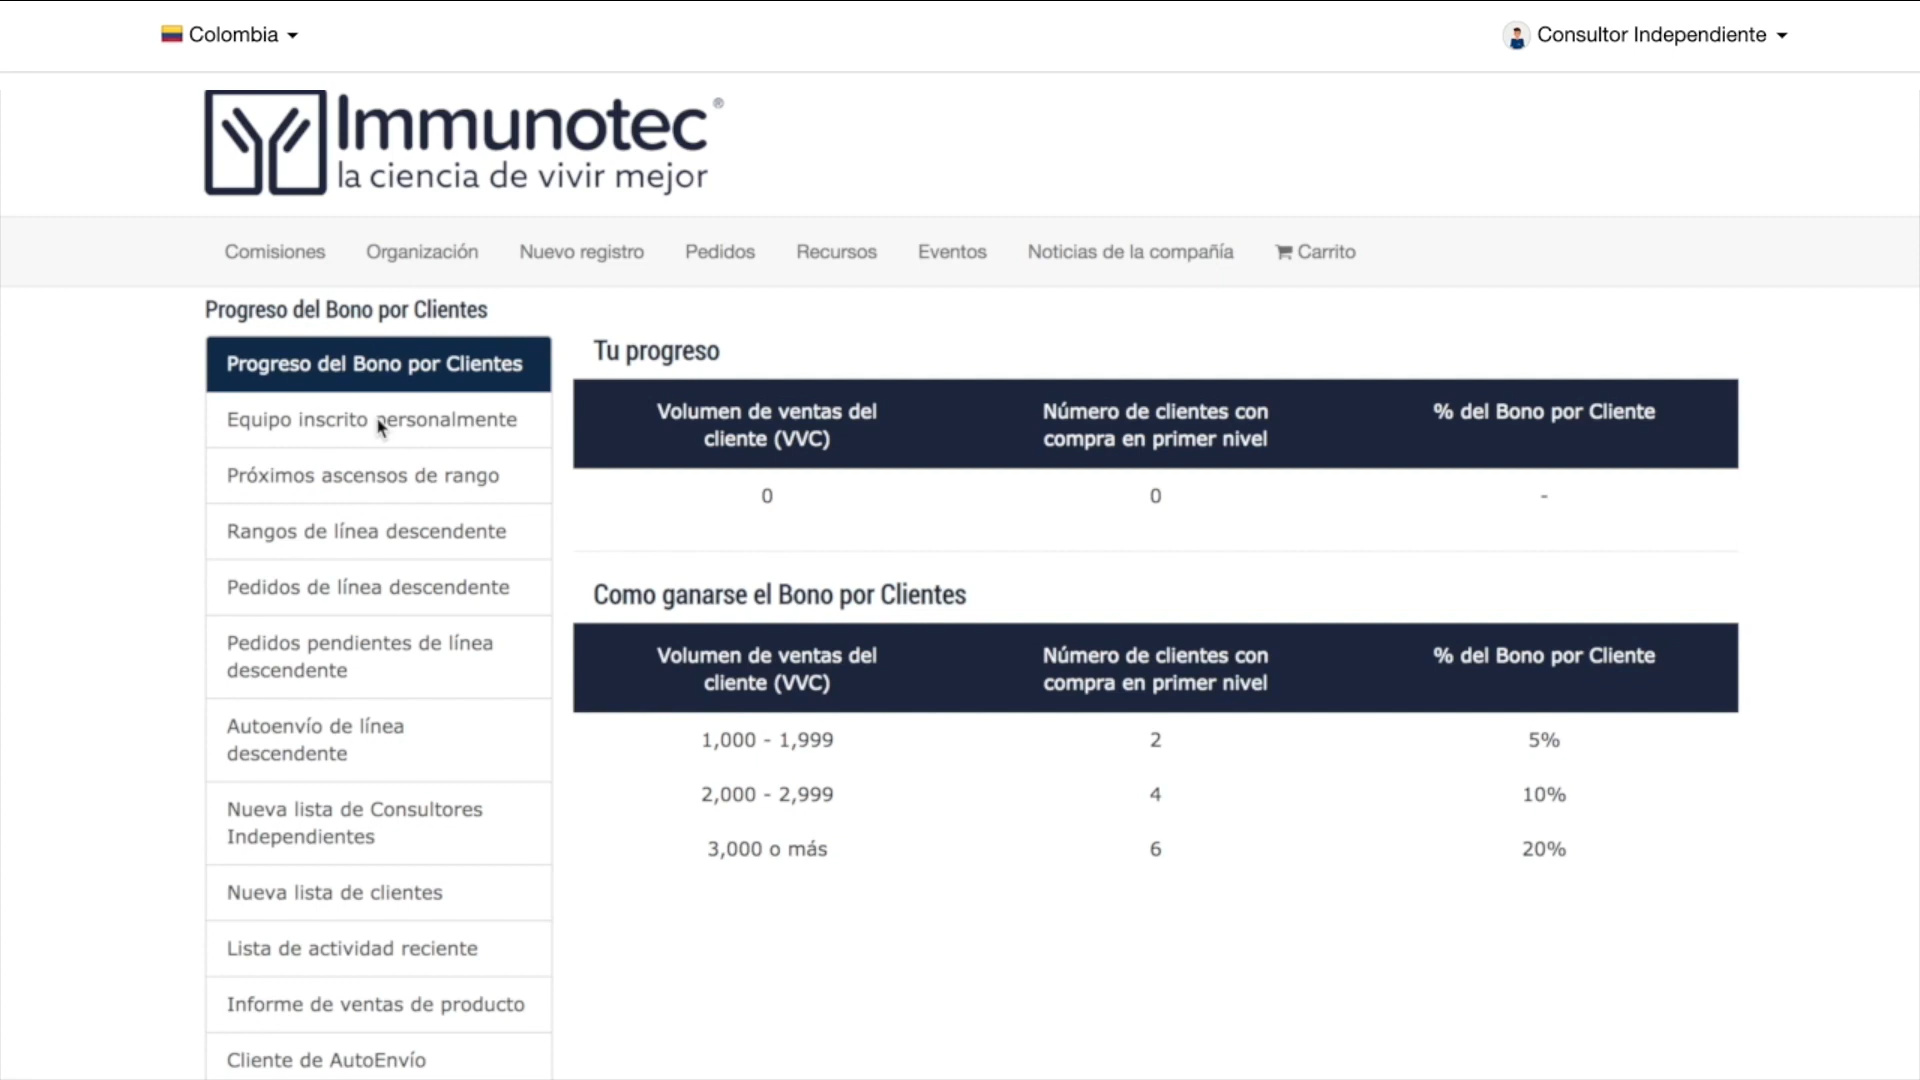 Colombia
Consultor Independiente
Immunotec®
la ciencia de vivir mejor
Comisiones Organización Nuevo registro Pedidos Recursos Eventos Noticias de la compañía Carrito
Progreso del Bono por Clientes
Progreso del Bono por Clientes
Equipo inscrito personalmente
Próximos ascensos de rango
Rangos de línea descendente
Pedidos de línea descendente
Pedidos pendientes de línea
descendente
Autoenvío de línea
descendente
Nueva lista de Consultores
Independientes
Nueva lista de clientes
Lista de actividad reciente
Informe de ventas de producto
Cliente de AutoEnvío
Tu progreso
Volumen de ventas del
cliente (VVC)
Número de clientes con
compra en primer nivel
% del Bono por Cliente
0 0 -
Como ganarse el Bono por Clientes
Volumen de ventas del
cliente (VVC)
Número de clientes con
compra en primer nivel
% del Bono por Cliente
1,000 - 1,999 2 5%
2,000 - 2,999 4 10%
3,000 o más 6 20%